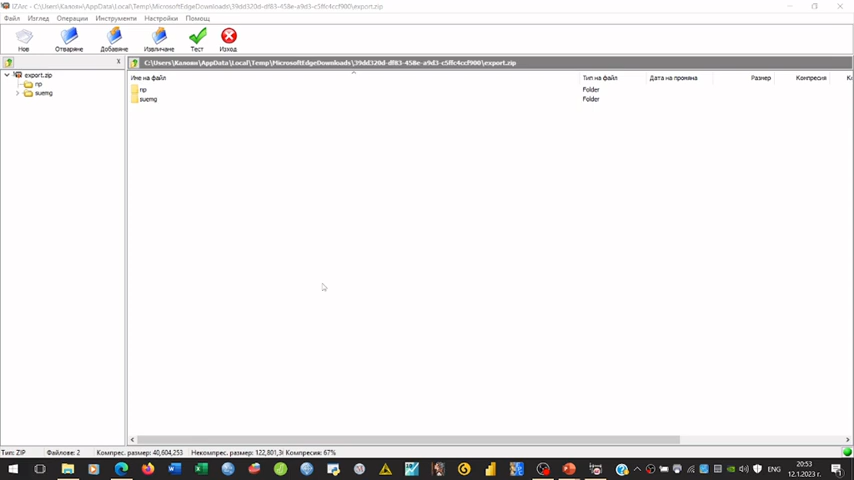 IZArc - C:\Users\Калоян\AppData\Local\Temp\MicrosoftEdgeDownloads\39dd320d-df83-458e-a9d3-c5ffc4ccf900\export.zip
Файл Изглед Операции Инструменти Настройки Помощ
Нов Отваряне Добавяне Извличане Тест Изход
x C:\Users\Калоян\AppData\Local\Temp\MicrosoftEdgeDownloads\39dd320d-df83-458e-a9d3-c5ffc4ccf900\export.zip
export.zip
np
suemg
Име на файл Тип на файл Дата на промяна Размер Компресия
np Folder
suemg Folder
Тип: ZIP Файлове: 2 Компрес. размер: 40,604,253 Некомпрес. размер: 122,801,3 Компресия: 67%
ENG
20:53
12.1.2023 г.